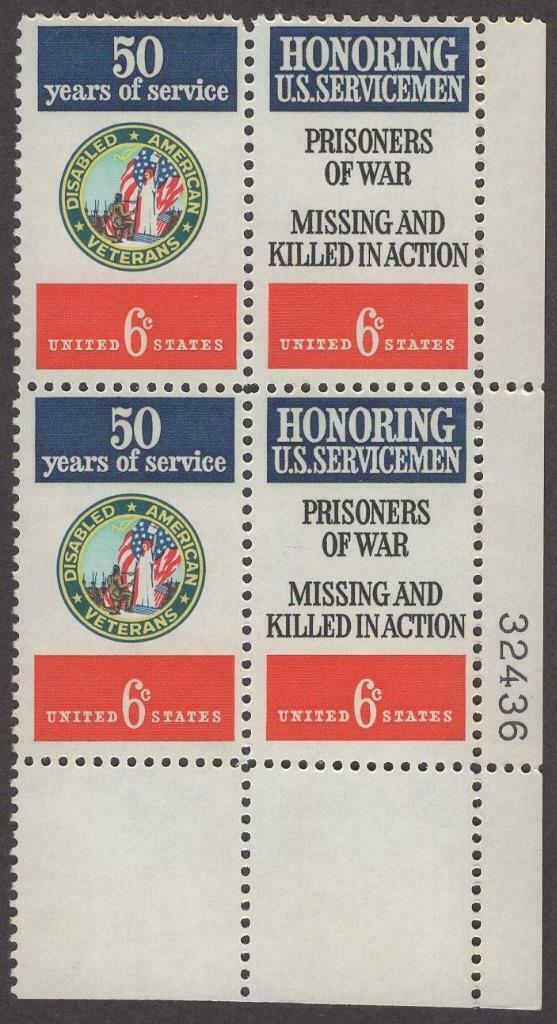 50
years of service
DISABLED AMERICAN
VETERANS
UNITED 6c STATES
HONORING
U.S. SERVICEMEN
PRISONERS
OF WAR
MISSING AND
KILLED IN ACTION
UNITED 6c STATES
50
years of service
DISABLED AMERICAN
VETERANS
UNITED 6c STATES
HONORING
U.S. SERVICEMEN
PRISONERS
OF WAR
MISSING AND
KILLED IN ACTION
UNITED 6c STATES
32436